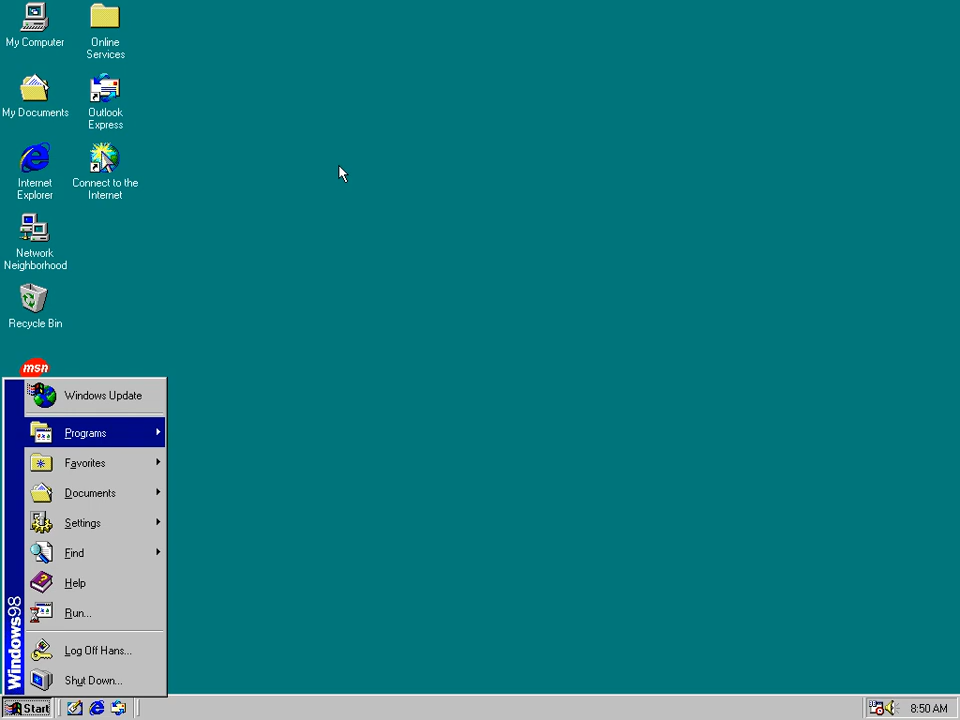 My Computer
Online
Services
My Documents
Outlook
Express
Internet
Explorer
Connect to the
Internet
Network
Neighborhood
Recycle Bin
msn
Windows Update
Programs
Favorites
Documents
Settings
Find
Help
Run...
Log Off Hans...
Shut Down...
Windows98
Start
8:50 AM